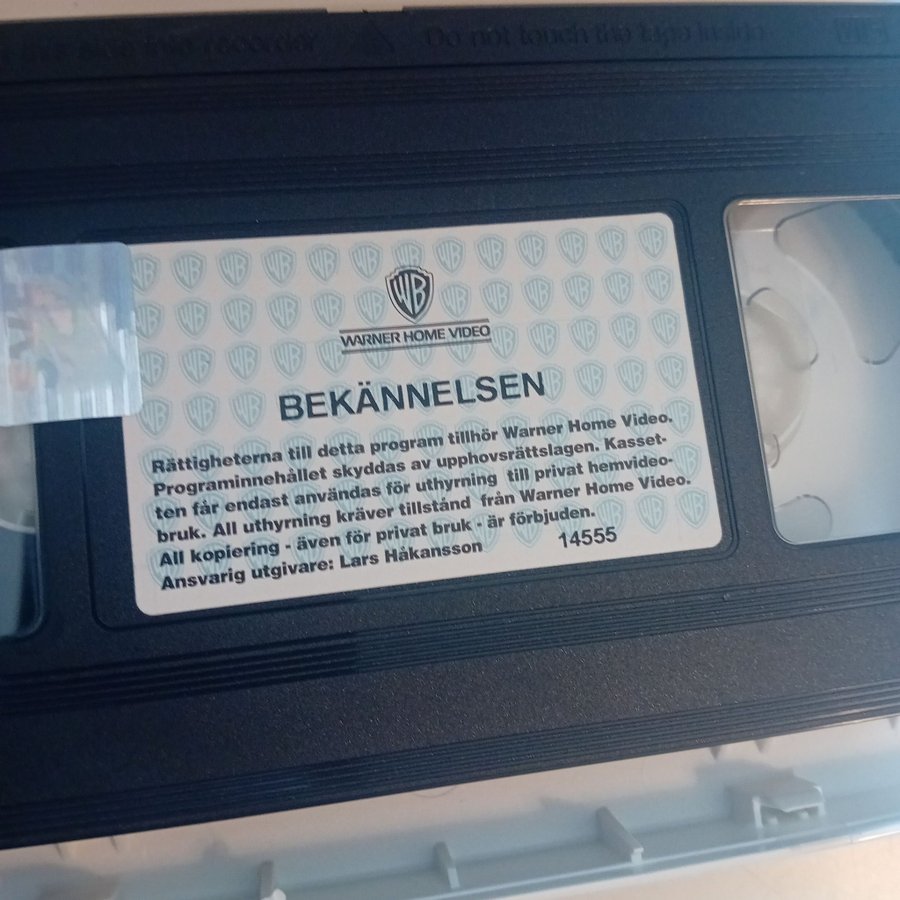 Do not touch the tape inside
WB
WARNER HOME VIDEO
BEKÄNNELSEN
Rättigheterna till detta program tillhör Warner Home Video.
Programinnehållet skyddas av upphovsrättslagen. Kasset-
ten får endast användas för uthyrning till privat hemvideo-
bruk. All uthyrning kräver tillstånd från Warner Home Video.
All kopiering - även för privat bruk - är förbjuden.
Ansvarig utgivare: Lars Håkansson 14555